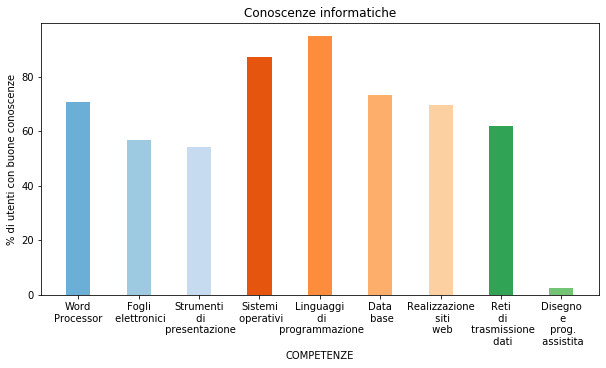 Conoscenze informatiche
% di utenti con buone conoscenze
80
60
40
20
0
Word
Processor
Fogli
elettronici
Strumenti
di
presentazione
Sistemi
operativi
Linguaggi
di
programmazione
Data
base
Realizzazione
siti
web
Reti
di
trasmissione
dati
Disegno
e
prog.
assistita
COMPETENZE